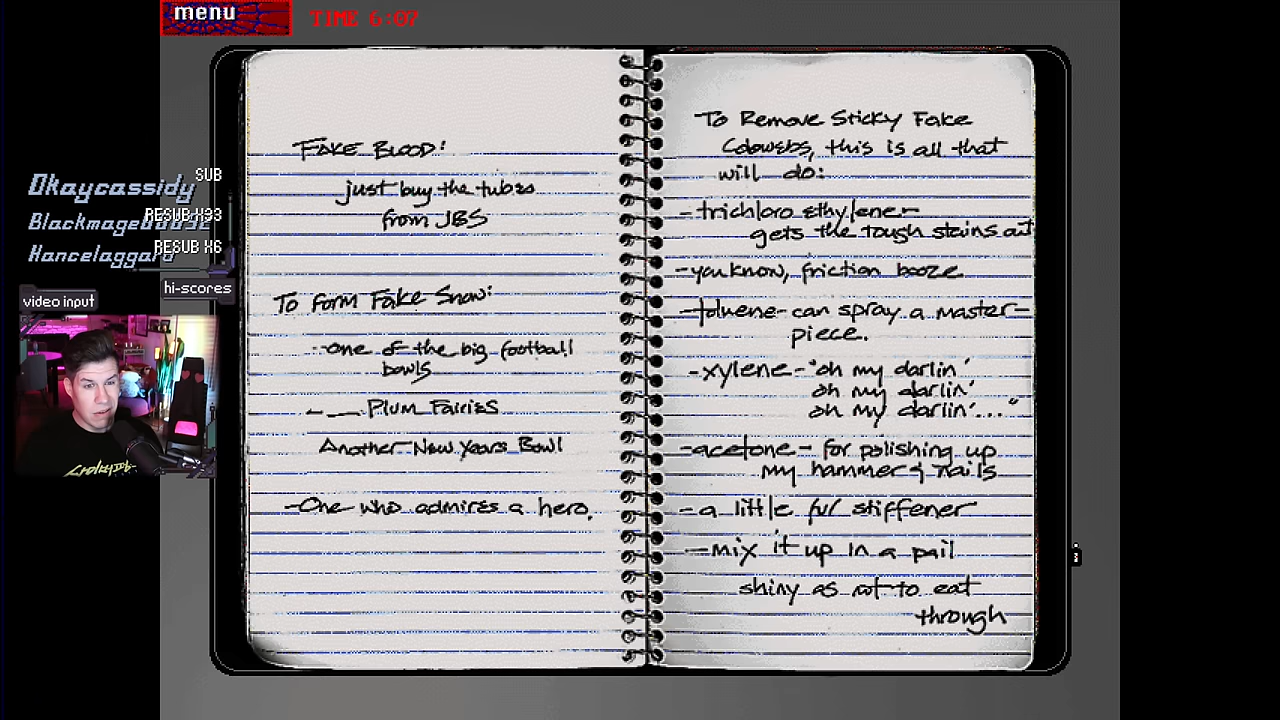 menu
TIME 6:07
SUB
Okaycassidy
RESUB X93
RESUB X6
Kancelaggard
hi-scores
video input
FAKE BLOOD!
just buy the tubes
from JBS
To Form Fake Snow:
-one of the big football
bowls
-__ Plum Fairies
Another New Years Bowl
-One who admires a hero.
To Remove Sticky Fake
Cobwebs, this is all that
will do:
-trichloroethylene-
gets the tough stains out
-you know, friction booze
-toluene-can spray a master-
piece.
-xylene-"oh my darlin'
oh my darlin'
oh my darlin'..."
-acetone- for polishing up
my hammer & nails
-a little fur stiffener
-mix it up in a pail
shiny as not to eat
through